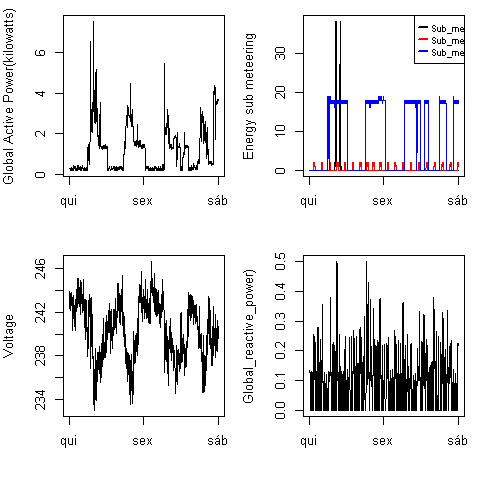 Global Active Power(kilowatts)
6
4
2
0
qui
sex
sáb
Energy sub meteering
30
20
10
0
Sub_me
Sub_me
Sub_me
qui
sex
sáb
Voltage
246
242
238
234
qui
sex
sáb
Global_reactive_power)
0.5
0.4
0.3
0.2
0.1
0.0
qui
sex
sáb